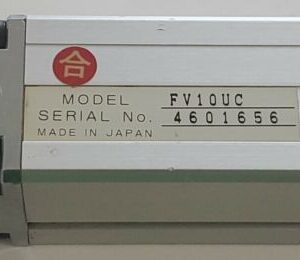 合
MODEL FV10UC
SERIAL No. 4601656
MADE IN JAPAN